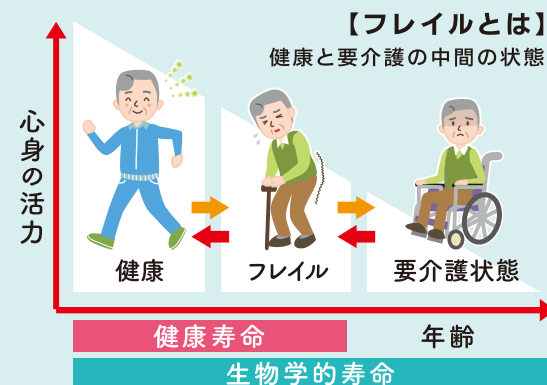 【フレイルとは】
健康と要介護の中間の状態
心身の活力
健康
フレイル
要介護状態
健康寿命
年齢
生物学的寿命